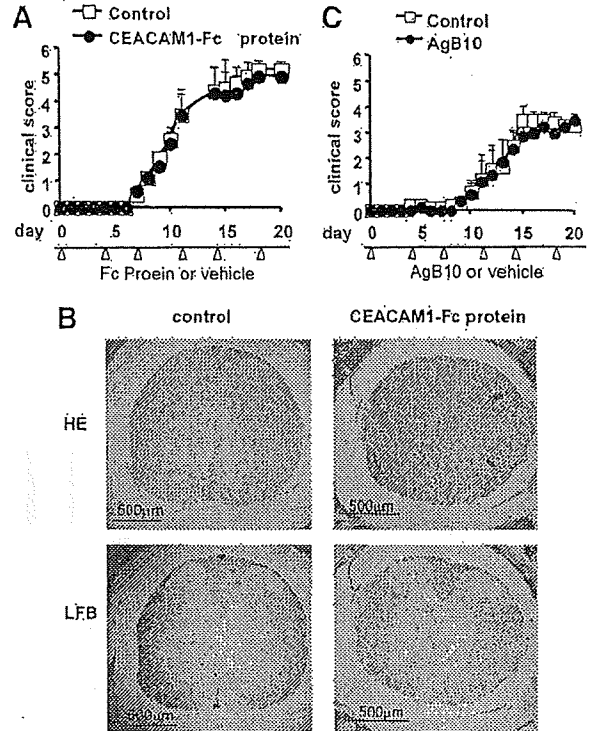 A
Control
CEACAM1-Fc protein
clinical score
6
5
4
3
2
1
0
day 0 5 10 15 20
Fc Proein or vehicle
C
Control
AgB10
clinical score
6
5
4
3
2
1
0
day 0 5 10 15 20
AgB10 or vehicle
B
control CEACAM1-Fc protein
HE
500μm 500μm
LFB
500μm 500μm